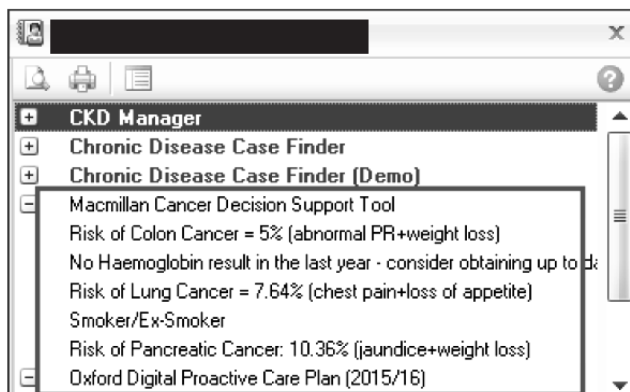 CKD Manager
Chronic Disease Case Finder
Chronic Disease Case Finder (Demo)
Macmillan Cancer Decision Support Tool
Risk of Colon Cancer = 5% (abnormal PR+weight loss)
No Haemoglobin result in the last year - consider obtaining up to
Risk of Lung Cancer = 7.64% (chest pain+loss of appetite)
Smoker/Ex-Smoker
Risk of Pancreatic Cancer: 10.36% (jaundice+weight loss)
Oxford Digital Proactive Care Plan (2015/16)